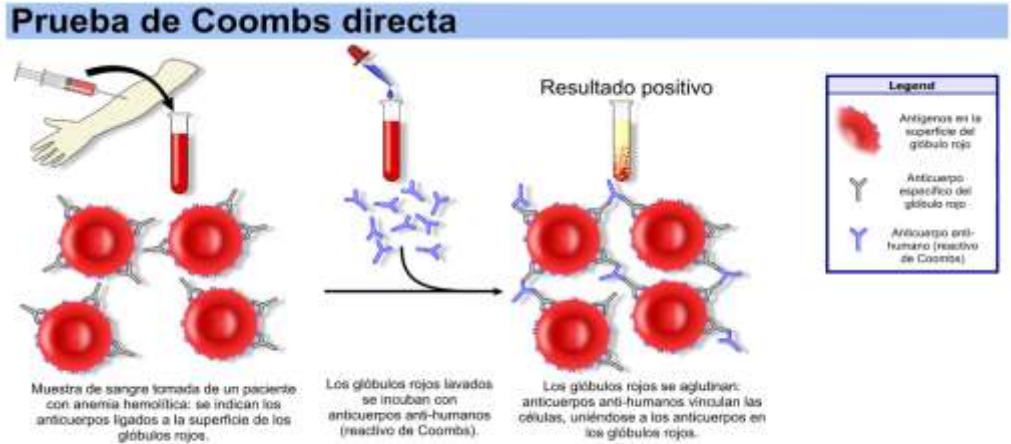 Prueba de Coombs directa
Resultado positivo
Legend
Antígenos en la
superficie del
glóbulo rojo
Anticuerpo
específico del
glóbulo rojo
Anticuerpo anti-
humano (reactivo
de Coombs)
Muestra de sangre tomada de un paciente
con anemia hemolítica: se indican los
anticuerpos ligados a la superficie de los
glóbulos rojos.
Los glóbulos rojos lavados
se incuban con
anticuerpos anti-humanos
(reactivo de Coombs).
Los glóbulos rojos se aglutinan:
anticuerpos anti-humanos vinculan las
células, uniéndose a los anticuerpos en
los glóbulos rojos.